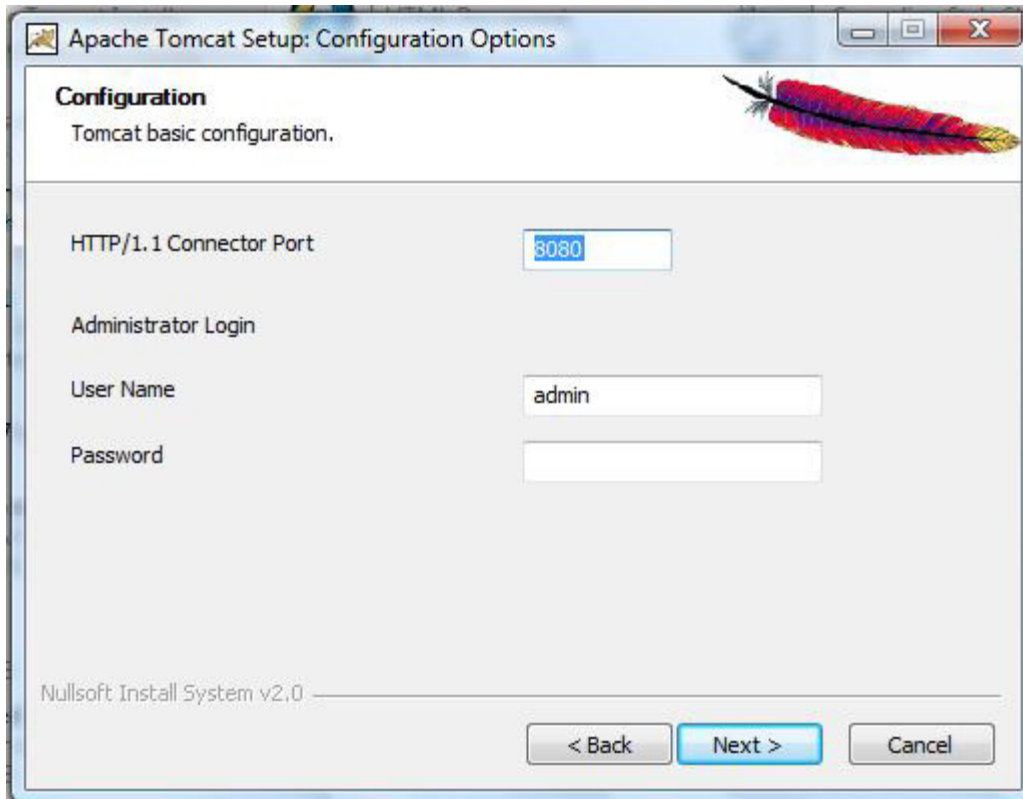 Apache Tomcat Setup: Configuration Options
Configuration
Tomcat basic configuration.
HTTP/1.1 Connector Port
8080
Administrator Login
User Name
admin
Password
Nullsoft Install System v2.0
< Back
Next >
Cancel